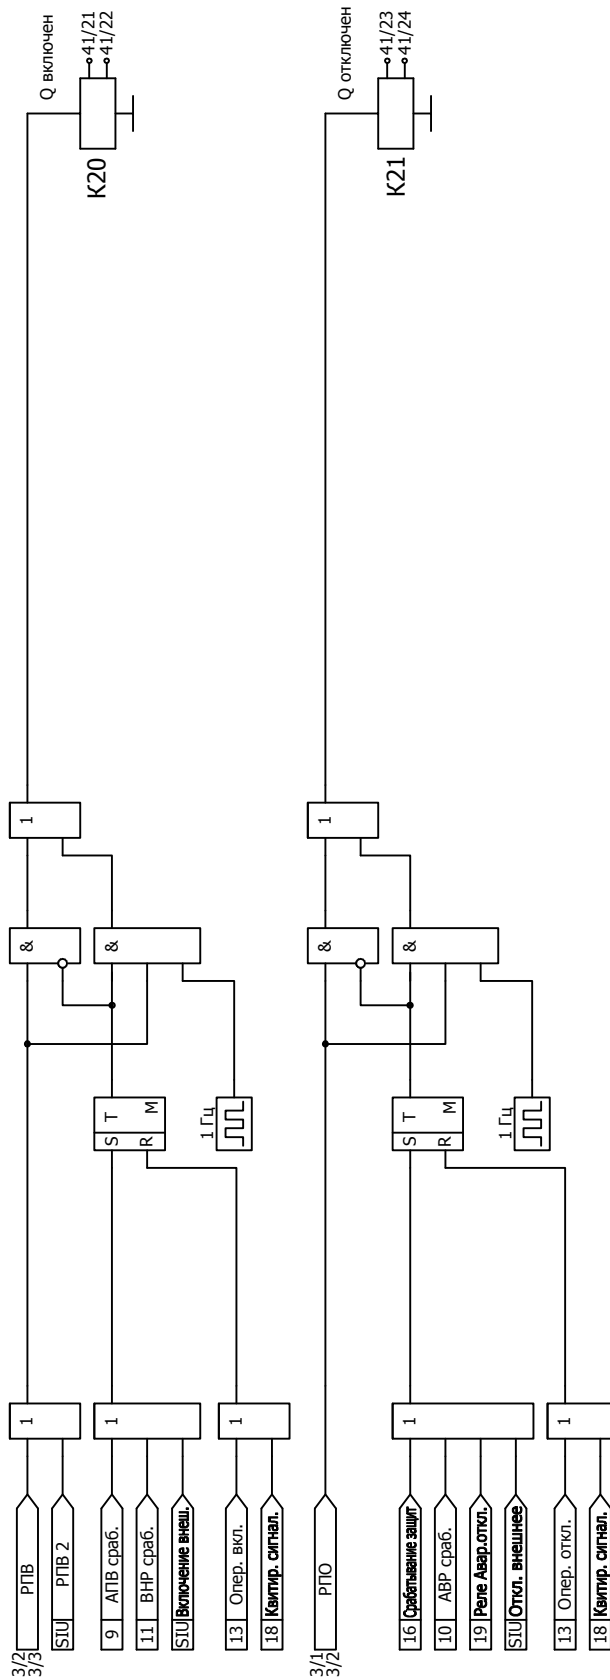 Q включен
41/21
41/22
К20
1
&
&
S T
R M
1 Гц
1
1
1
3/2
3/3
РПВ
SIU РПВ 2
9 АПВ сраб.
11 ВНР сраб.
SIU Включение внеш.
13 Опер. вкл.
18 Квитир. сигнал.
Q отключен
41/23
41/24
К21
1
&
&
S T
R M
1 Гц
1
1
3/1
3/2
РПО
16 Срабатывание защит
10 АВР сраб.
19 Реле Авар.откл.
SIU Откл. внешнее
13 Опер. откл.
18 Квитир. сигнал.